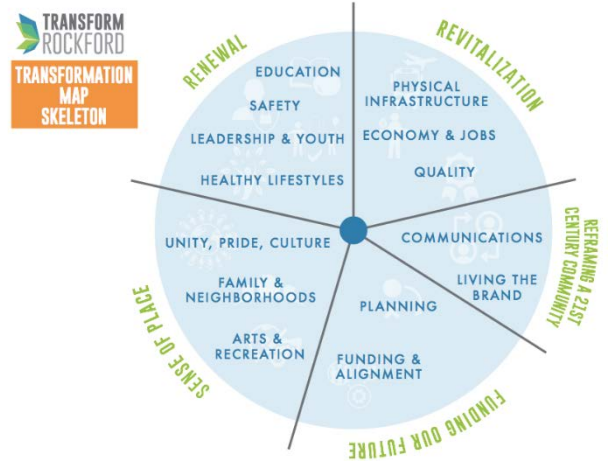 TRANSFORM
ROCKFORD
TRANSFORMATION
MAP
SKELETON
RENEWAL
EDUCATION
SAFETY
LEADERSHIP & YOUTH
HEALTHY LIFESTYLES
REVITALIZATION
PHYSICAL
INFRASTRUCTURE
ECONOMY & JOBS
QUALITY
REFRAMING A 21ST
CENTURY COMMUNITY
COMMUNICATIONS
LIVING THE
BRAND
FUNDING OUR FUTURE
PLANNING
FUNDING &
ALIGNMENT
SENSE OF PLACE
UNITY, PRIDE, CULTURE
FAMILY &
NEIGHBORHOODS
ARTS &
RECREATION